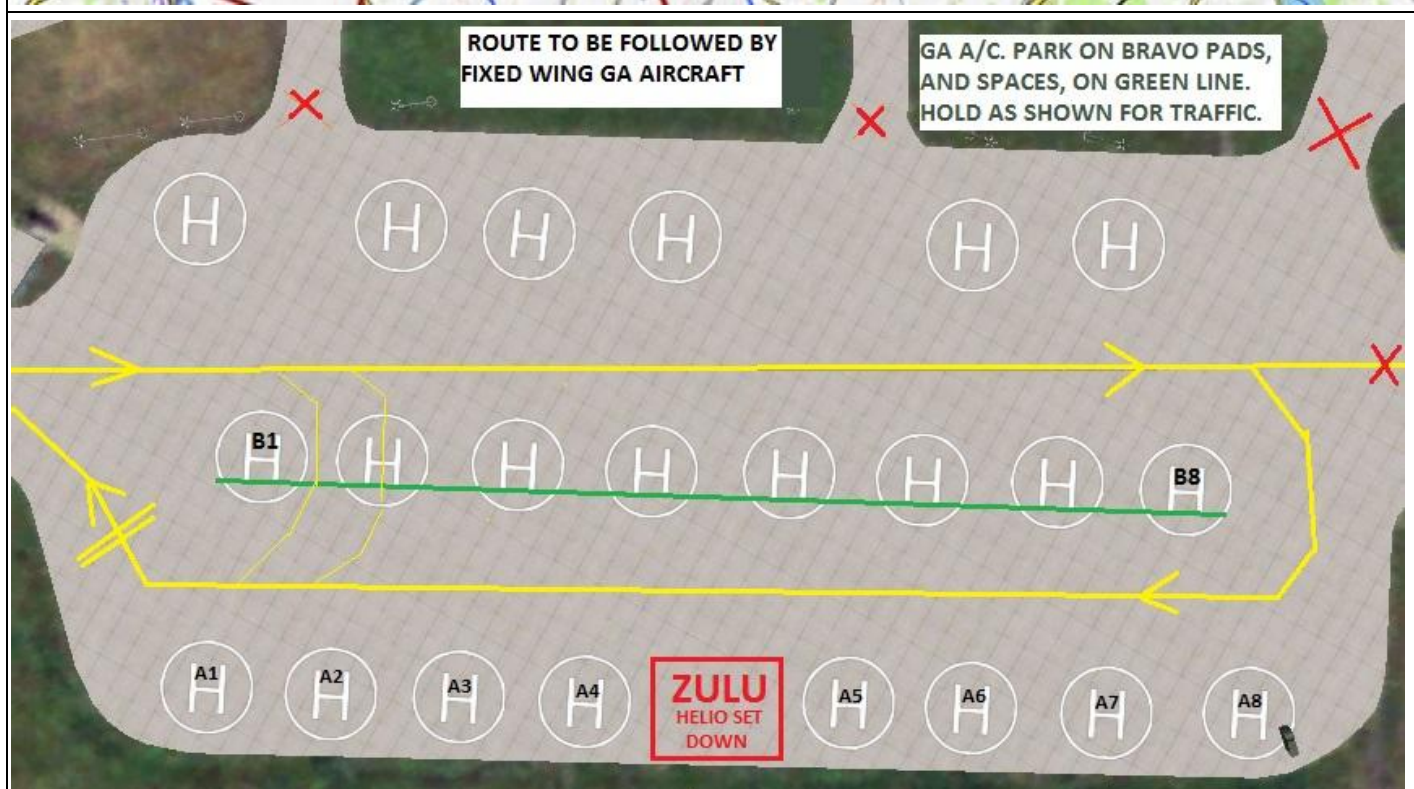 ROUTE TO BE FOLLOWED BY
FIXED WING GA AIRCRAFT
GA A/C. PARK ON BRAVO PADS,
AND SPACES, ON GREEN LINE.
HOLD AS SHOWN FOR TRAFFIC.
H H H H H H
B1 H H H H H H H B8 H
A1 H A2 H A3 H A4 H
ZULU
HELIO SET
DOWN
A5 H A6 H A7 H A8 H